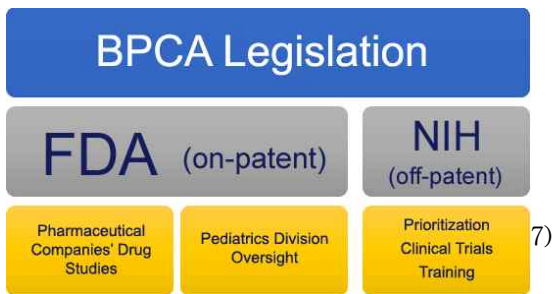 BPCA Legislation
FDA (on-patent)
NIH
(off-patent)
Pharmaceutical
Companies' Drug
Studies
Pediatrics Division
Oversight
Prioritization
Clinical Trials
Training
7)